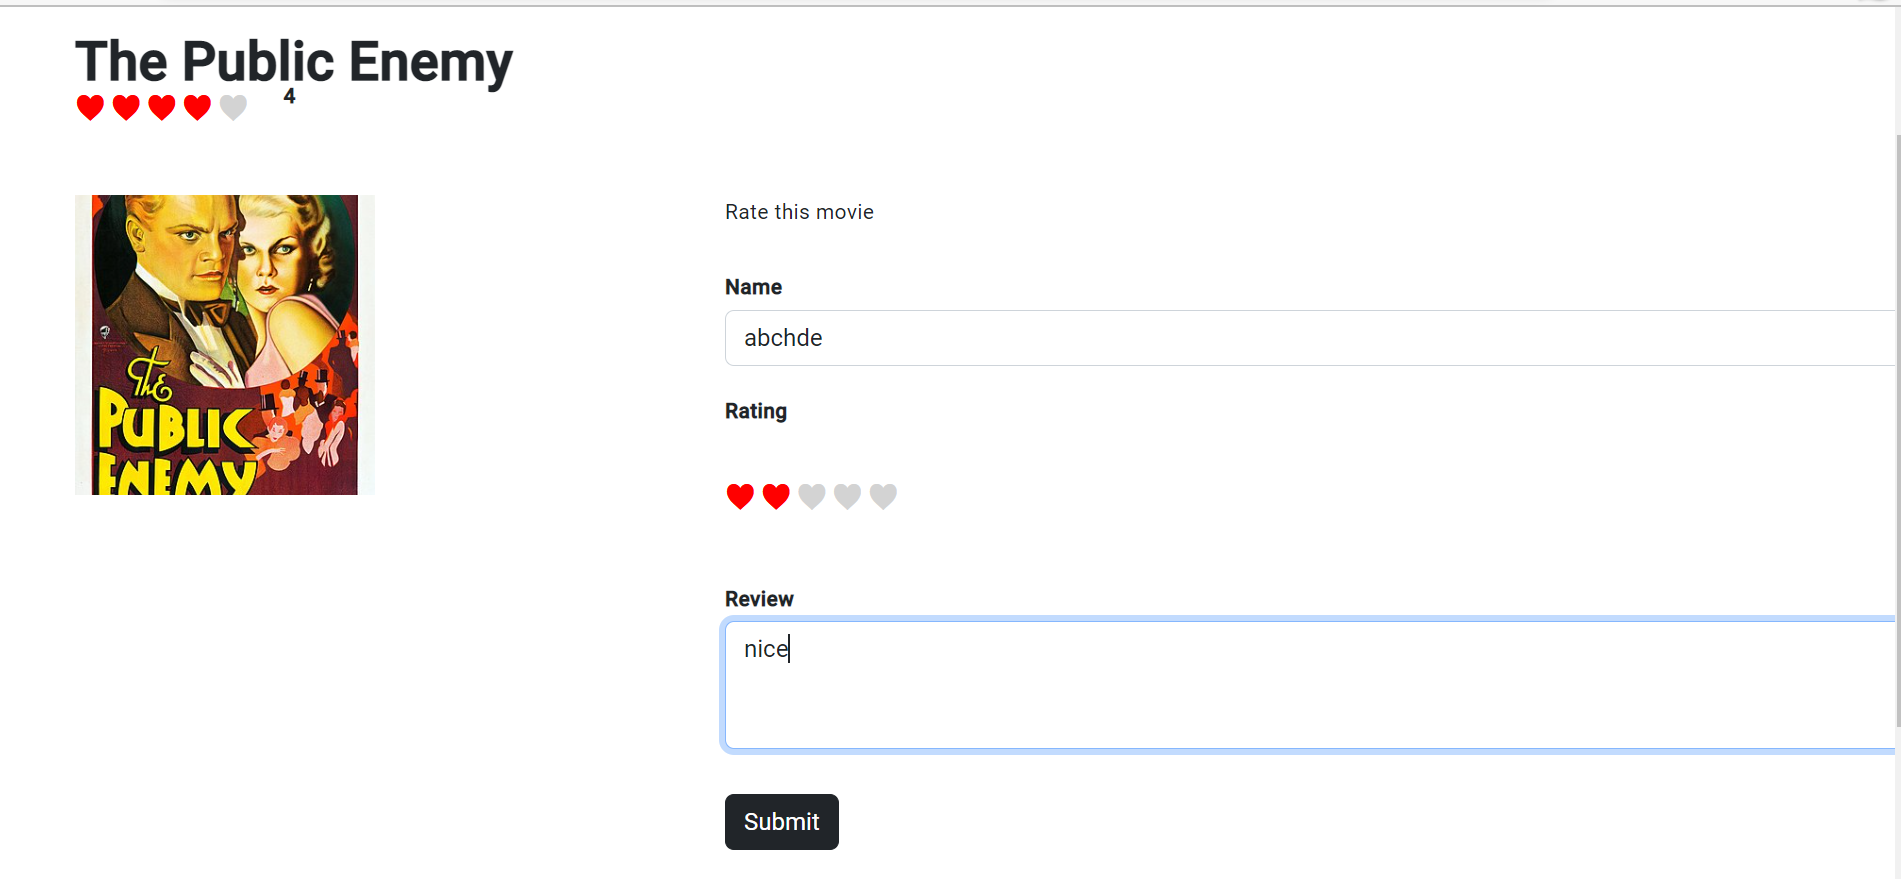 The Public Enemy
4
Rate this movie
Name
abchde
Rating
Review
nice
Submit
The
PUBLIC
ENEMY